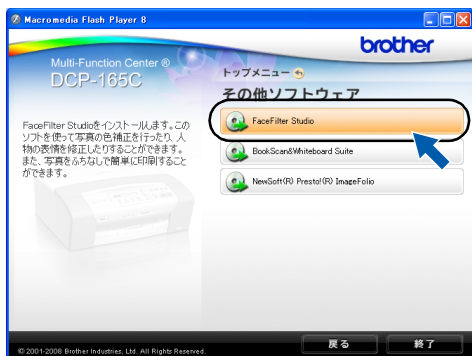 Macromedia Flash Player 8
brother
Multi-Function Center ®
DCP-165C
トップメニュー
その他ソフトウェア
FaceFilter Studioをインストールします。この
ソフトを使って写真の色補正を行ったり、人
物の表情を修正したりすることができます。
また、写真をふちなしで簡単に印刷すること
ができます。
FaceFilter Studio
BookScan&Whiteboard Suite
NewSoft(R) Presto!(R) ImageFolio
© 2001-2008 Brother Industries, Ltd. All Rights Reserved.
戻る
終了